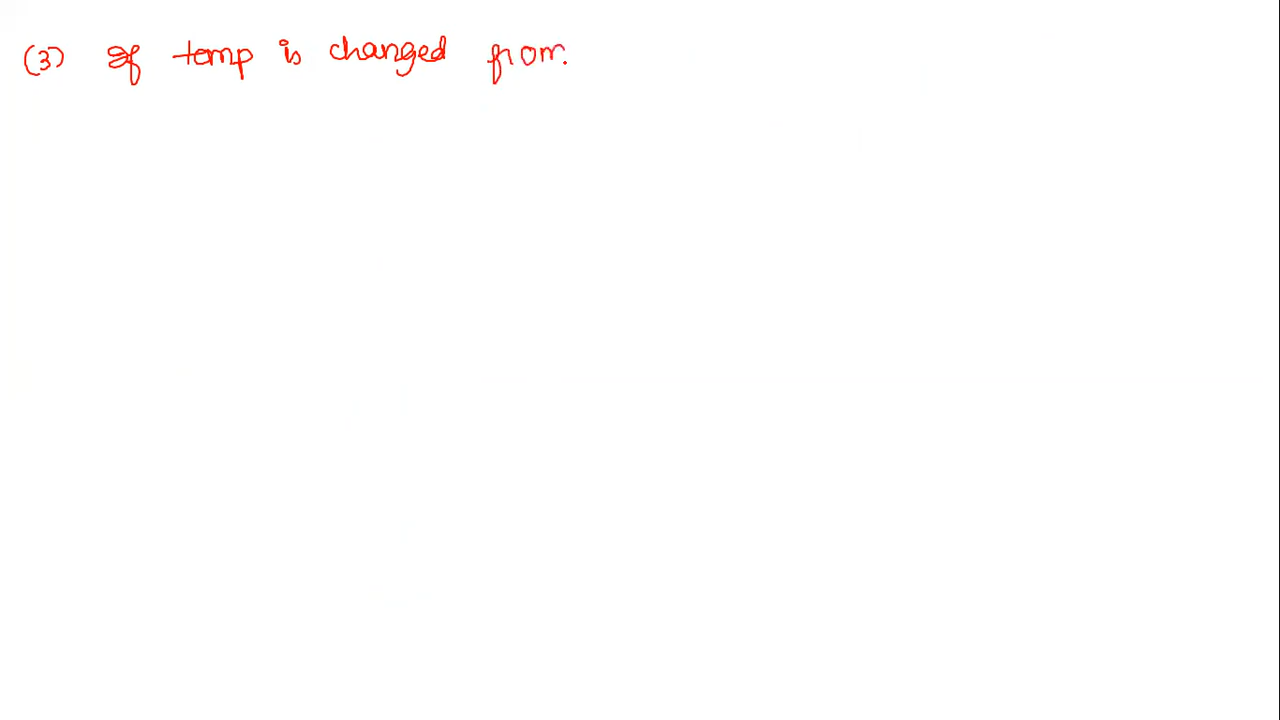 (3) If temp is changed from